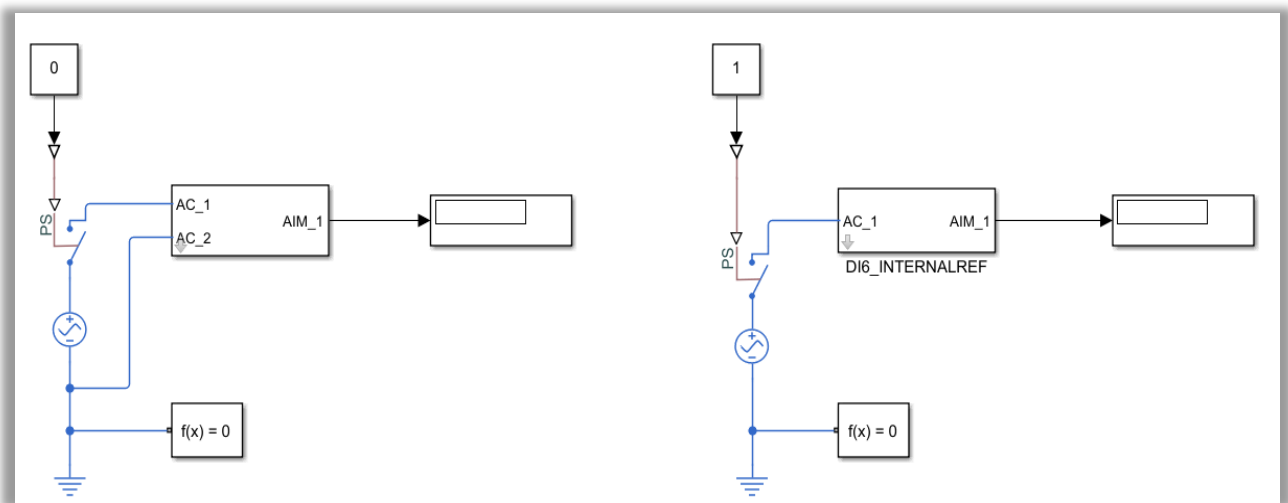 0
PS
AC_1
AC_2
AIM_1
f(x) = 0
1
PS
AC_1
AIM_1
DI6_INTERNALREF
f(x) = 0